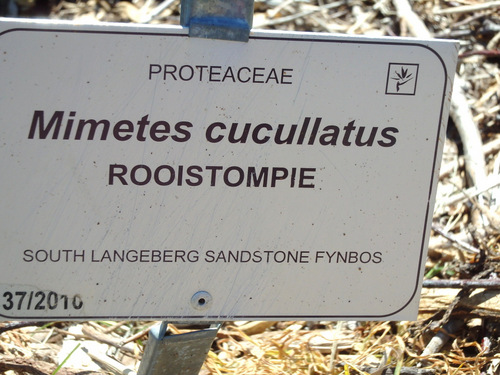 PROTEACEAE
Mimetes cucullatus
ROOISTOMPIE
SOUTH LANGEBERG SANDSTONE FYNBOS
37/2010